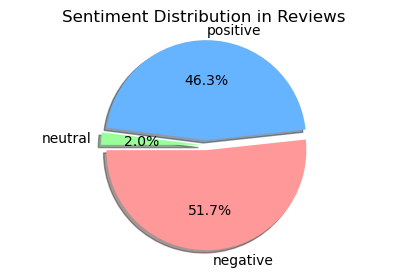 Sentiment Distribution in Reviews
positive
46.3%
neutral
2.0%
51.7%
negative